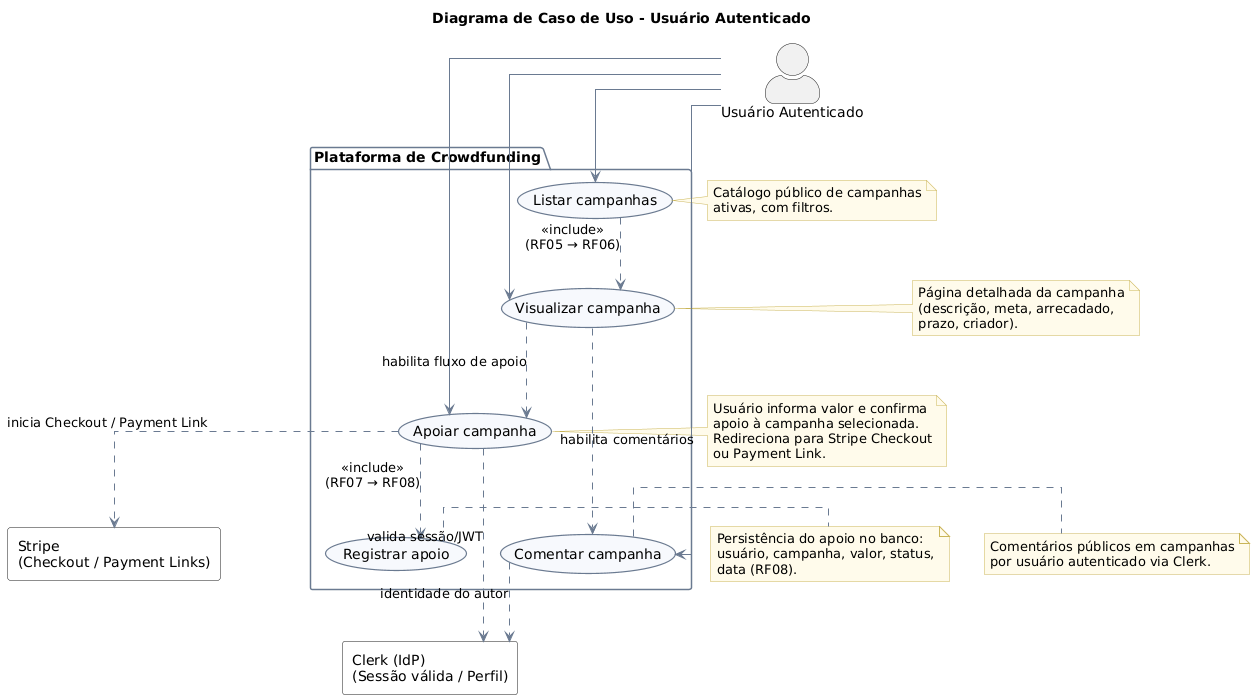 Diagrama de Caso de Uso - Usuário Autenticado
Usuário Autenticado
Plataforma de Crowdfunding
Listar campanhas
Catálogo público de campanhas
ativas, com filtros.
«include»
(RF05 → RF06)
Visualizar campanha
Página detalhada da campanha
(descrição, meta, arrecadado,
prazo, criador).
habilita fluxo de apoio
inicia Checkout / Payment Link
Apoiar campanha
habilita comentários
Usuário informa valor e confirma
apoio à campanha selecionada.
Redireciona para Stripe Checkout
ou Payment Link.
«include»
(RF07 → RF08)
valida sessão/JWT
Stripe
(Checkout / Payment Links)
Registrar apoio
Comentar campanha
Persistência do apoio no banco:
usuário, campanha, valor, status,
data (RF08).
Comentários públicos em campanhas
por usuário autenticado via Clerk.
identidade do autor
Clerk (IdP)
(Sessão válida / Perfil)